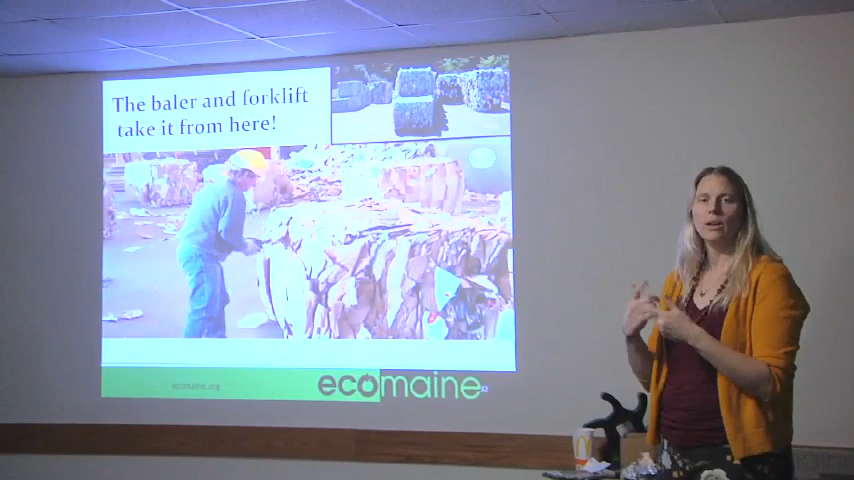 The baler and forklift
take it from here!
ecomaine.org
ecomaine